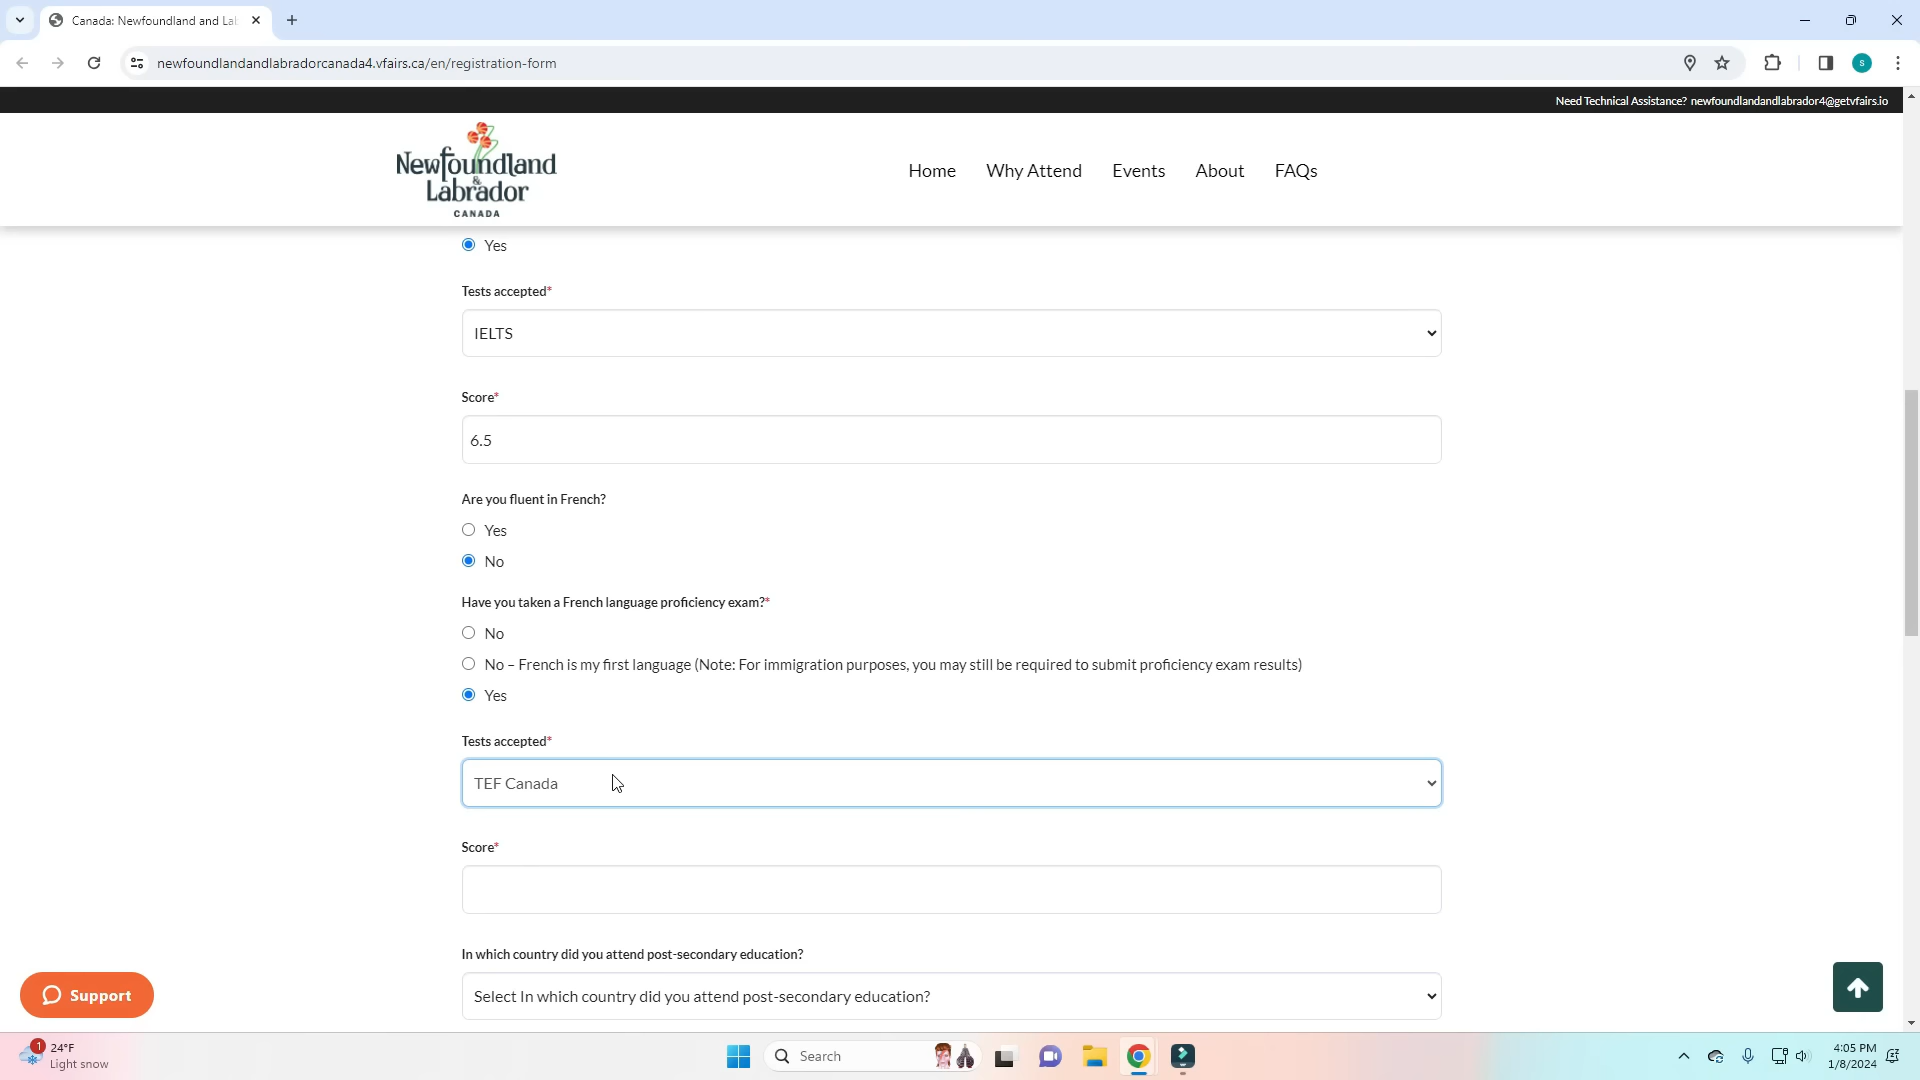 Canada: Newfoundland and La
newfoundlandandlabradorcanada4.vfairs.ca/en/registration-form
s
Need Technical Assistance? newfoundlandandlabrador4@getvfairs.io
Newfoundland
&
Labrador
CANADA
Home Why Attend Events About FAQs
Yes
Tests accepted*
IELTS
Score*
6.5
Are you fluent in French?
Yes
No
Have you taken a French language proficiency exam?*
No
No – French is my first language (Note: For immigration purposes, you may still be required to submit proficiency exam results)
Yes
Tests accepted*
TEF Canada
Score*
In which country did you attend post-secondary education?
Select In which country did you attend post-secondary education?
Support
1
24°F
Light snow
Search
4:05 PM
1/8/2024